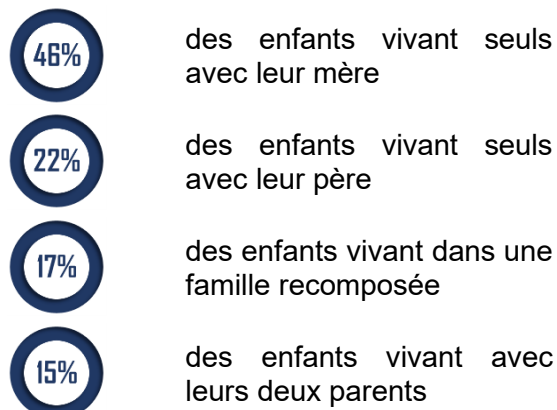 46%
des enfants vivant seuls
avec leur mère
22%
des enfants vivant seuls
avec leur père
17%
des enfants vivant dans une
famille recomposée
15%
des enfants vivant avec
leurs deux parents